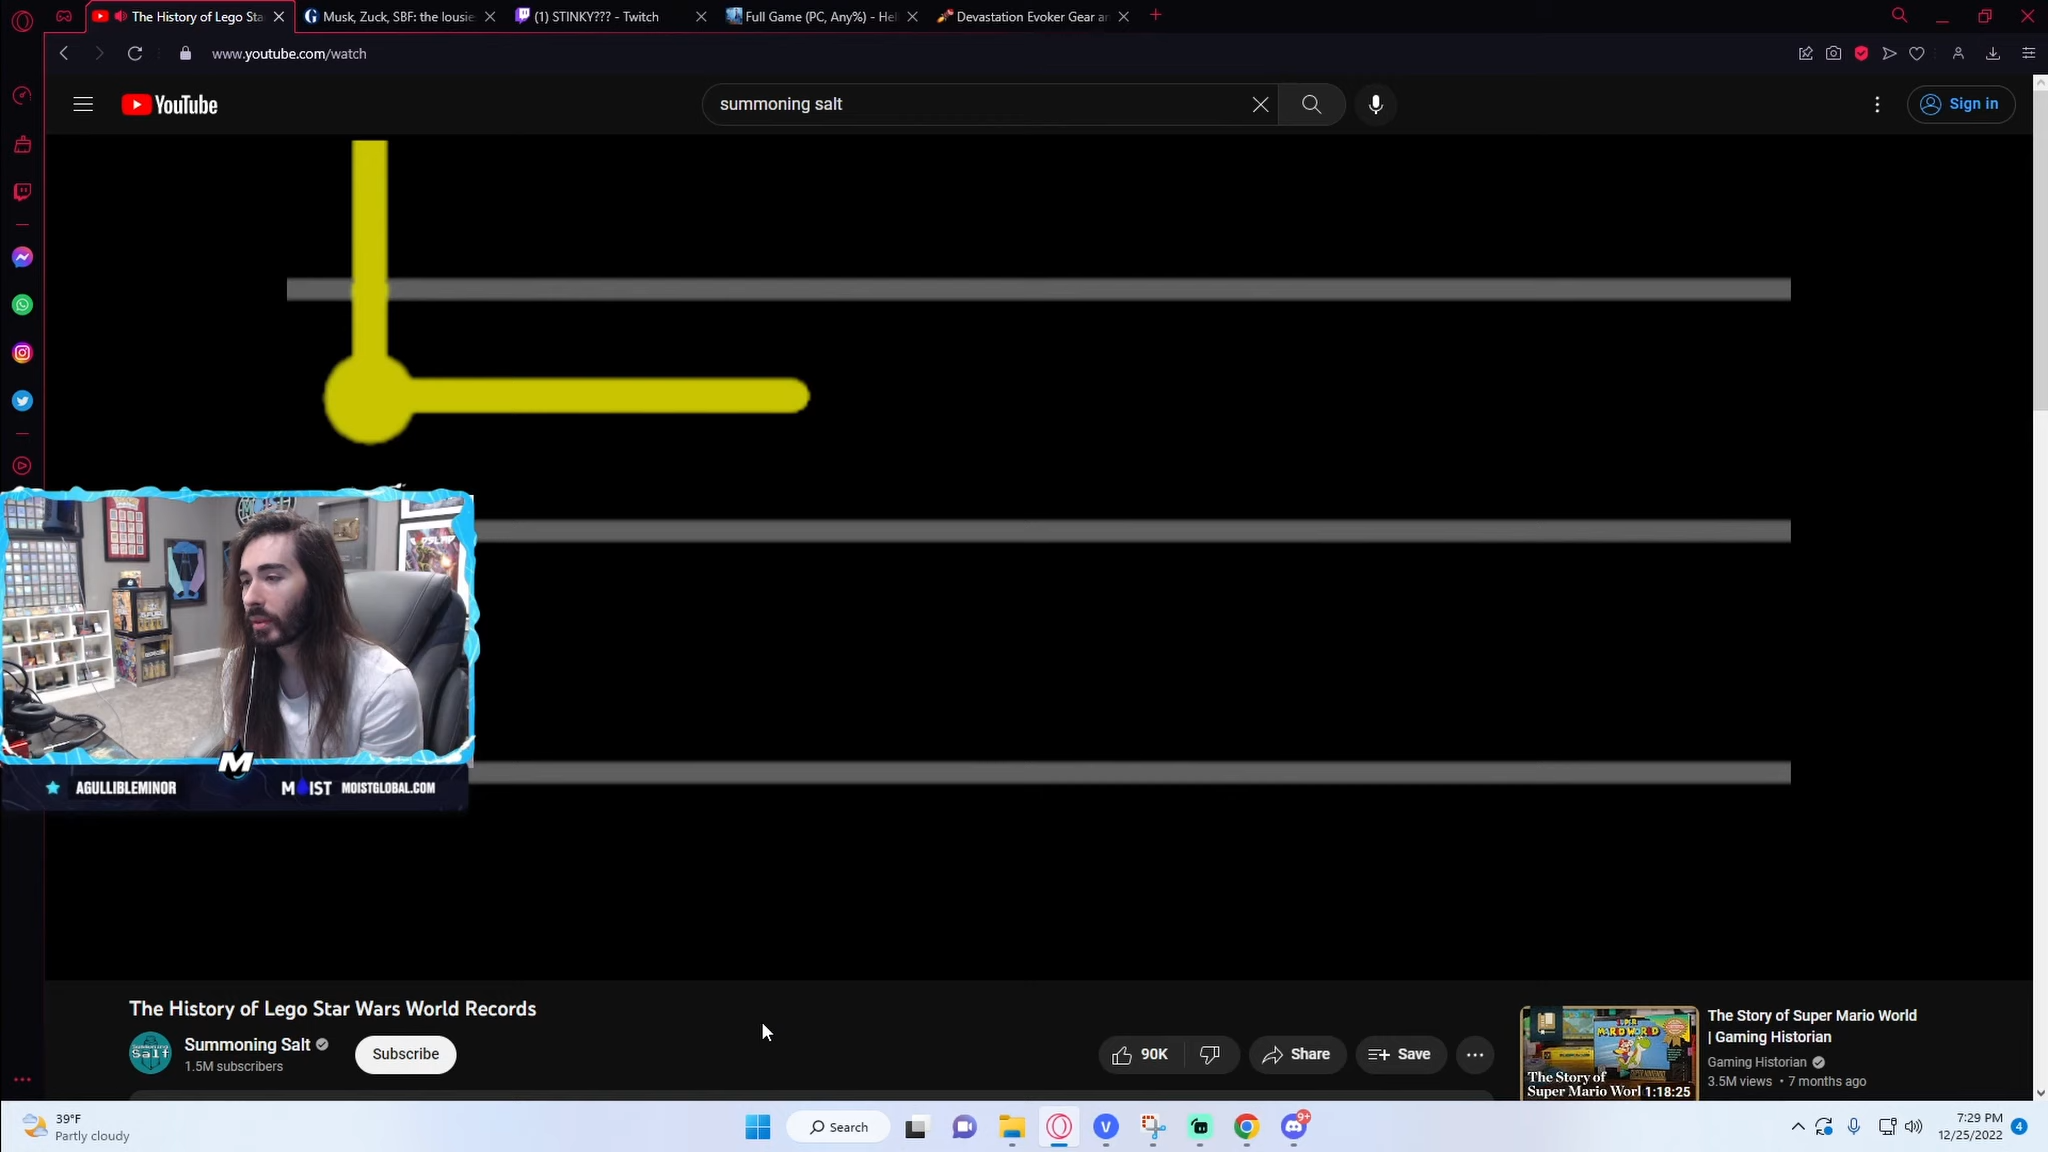 The History of Lego Sta
Musk, Zuck, SBF: the lousie
(1) STINKY??? - Twitch
Full Game (PC, Any%) - Hel
Devastation Evoker Gear an
www.youtube.com/watch
YouTube
summoning salt
Sign in
MOIST
AGULLIBLEMINOR
M
MOIST
MOISTGLOBAL.COM
The History of Lego Star Wars World Records
Summoning Salt
1.5M subscribers
Subscribe
90K
Share
Save
The Story of
Super Mario Worl
1:18:25
The Story of Super Mario World
| Gaming Historian
Gaming Historian
3.5M views • 7 months ago
39°F
Partly cloudy
Search
V
9+
7:29 PM
12/25/2022
4